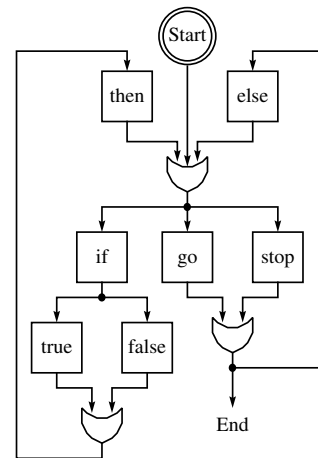 Start
then
else
if
go
stop
true
false
End